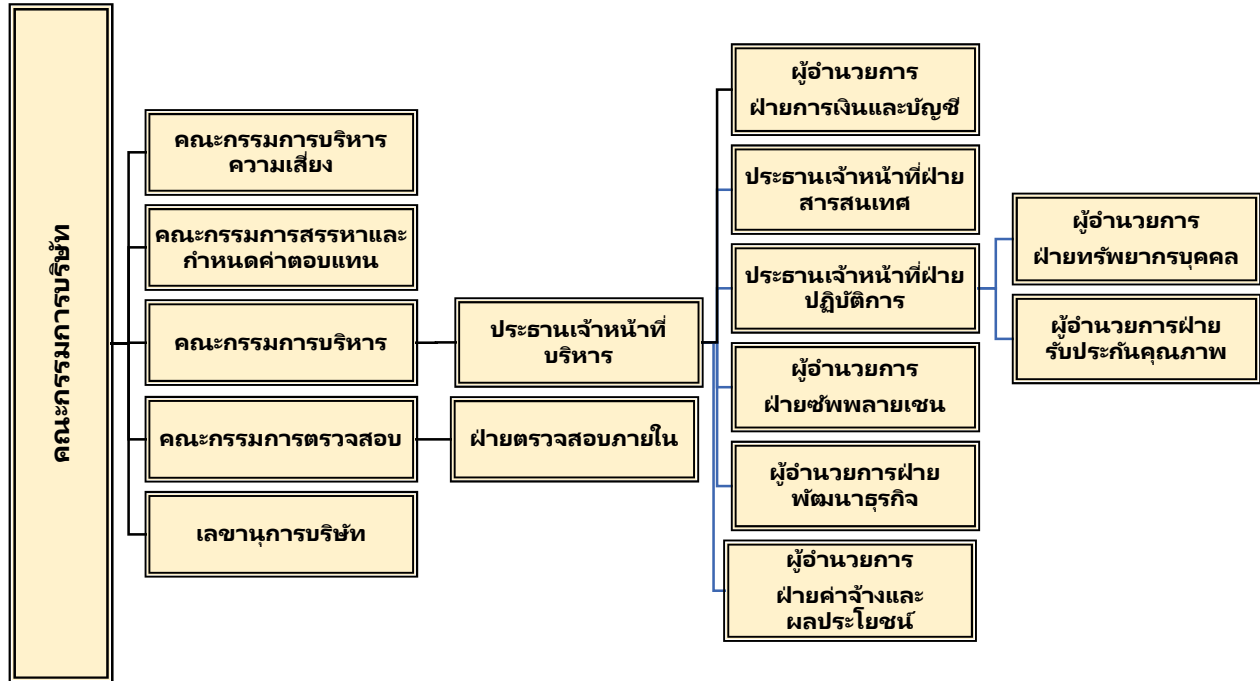 คณะกรรมการบริษัท
คณะกรรมการบริหาร
ความเสี่ยง
คณะกรรมการสรรหาและ
กำหนดค่าตอบแทน
คณะกรรมการบริหาร
คณะกรรมการตรวจสอบ
เลขานุการบริษัท
ประธานเจ้าหน้าที่
บริหาร
ฝ่ายตรวจสอบภายใน
ผู้อำนวยการ
ฝ่ายการเงินและบัญชี
ประธานเจ้าหน้าที่ฝ่าย
สารสนเทศ
ประธานเจ้าหน้าที่ฝ่าย
ปฏิบัติการ
ผู้อำนวยการ
ฝ่ายซัพพลายเชน
ผู้อำนวยการฝ่าย
พัฒนาธุรกิจ
ผู้อำนวยการ
ฝ่ายค่าจ้างและ
ผลประโยชน์
ผู้อำนวยการ
ฝ่ายทรัพยากรบุคคล
ผู้อำนวยการฝ่าย
รับประกันคุณภาพ